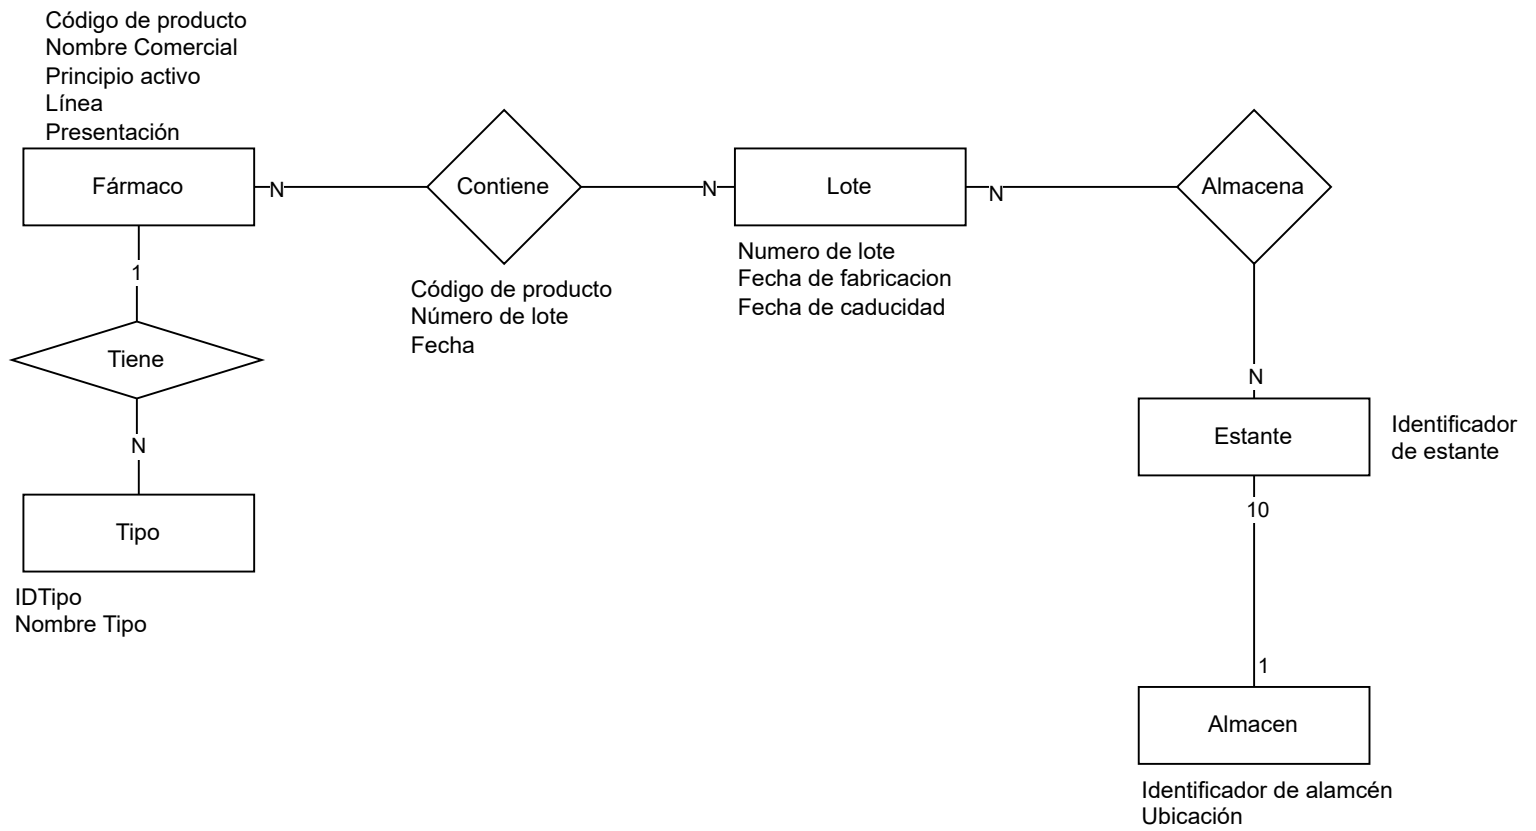 Código de producto
Nombre Comercial
Principio activo
Línea
Presentación
Fármaco
N
Contiene
N
Lote
N
Almacena
Código de producto
Número de lote
Fecha
Numero de lote
Fecha de fabricacion
Fecha de caducidad
1
Tiene
N
Tipo
IDTipo
Nombre Tipo
N
Estante
Identificador
de estante
10
1
Almacen
Identificador de alamcén
Ubicación